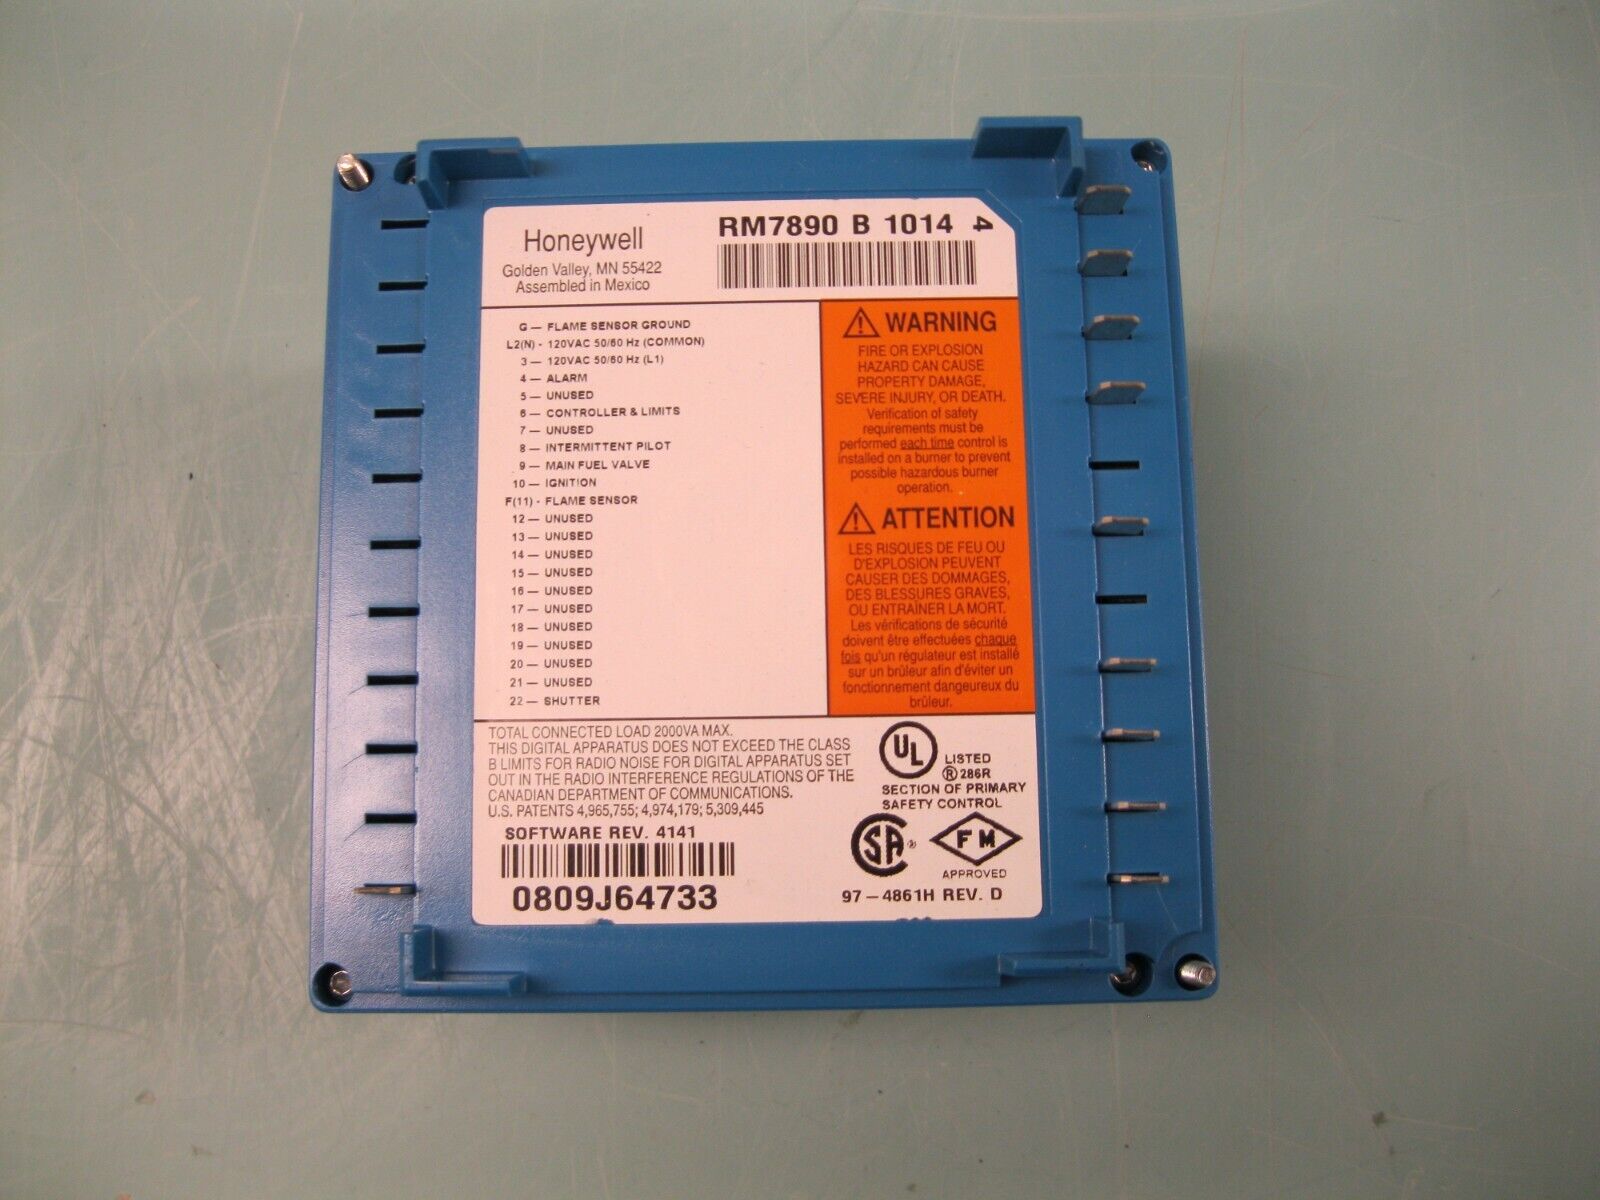 Honeywell
Golden Valley, MN 55422
Assembled in Mexico
RM7890 B 1014 4
G — FLAME SENSOR GROUND
L2(N) - 120VAC 50/60 Hz (COMMON)
3 — 120VAC 50/60 Hz (L1)
4 — ALARM
5 — UNUSED
6 — CONTROLLER & LIMITS
7 — UNUSED
8 — INTERMITTENT PILOT
9 — MAIN FUEL VALVE
10 — IGNITION
F(11) - FLAME SENSOR
12 — UNUSED
13 — UNUSED
14 — UNUSED
15 — UNUSED
16 — UNUSED
17 — UNUSED
18 — UNUSED
19 — UNUSED
20 — UNUSED
21 — UNUSED
22 — SHUTTER
WARNING
FIRE OR EXPLOSION
HAZARD CAN CAUSE
PROPERTY DAMAGE,
SEVERE INJURY, OR DEATH.
Verification of safety
requirements must be
performed each time control is
installed on a burner to prevent
possible hazardous burner
operation.
ATTENTION
LES RISQUES DE FEU OU
D'EXPLOSION PEUVENT
CAUSER DES DOMMAGES,
DES BLESSURES GRAVES,
OU ENTRAÎNER LA MORT.
Les vérifications de sécurité
doivent être effectuées chaque
fois qu'un régulateur est installé
sur un brûleur afin d'éviter un
fonctionnement dangeureux du
brûleur.
TOTAL CONNECTED LOAD 2000VA MAX.
THIS DIGITAL APPARATUS DOES NOT EXCEED THE CLASS
B LIMITS FOR RADIO NOISE FOR DIGITAL APPARATUS SET
OUT IN THE RADIO INTERFERENCE REGULATIONS OF THE
CANADIAN DEPARTMENT OF COMMUNICATIONS.
U.S. PATENTS 4,965,755; 4,974,179; 5,309,445
SOFTWARE REV. 4141
0809J64733
UL
LISTED
® 286R
SECTION OF PRIMARY
SAFETY CONTROL
SA ®
FM
APPROVED
97-4861H REV. D